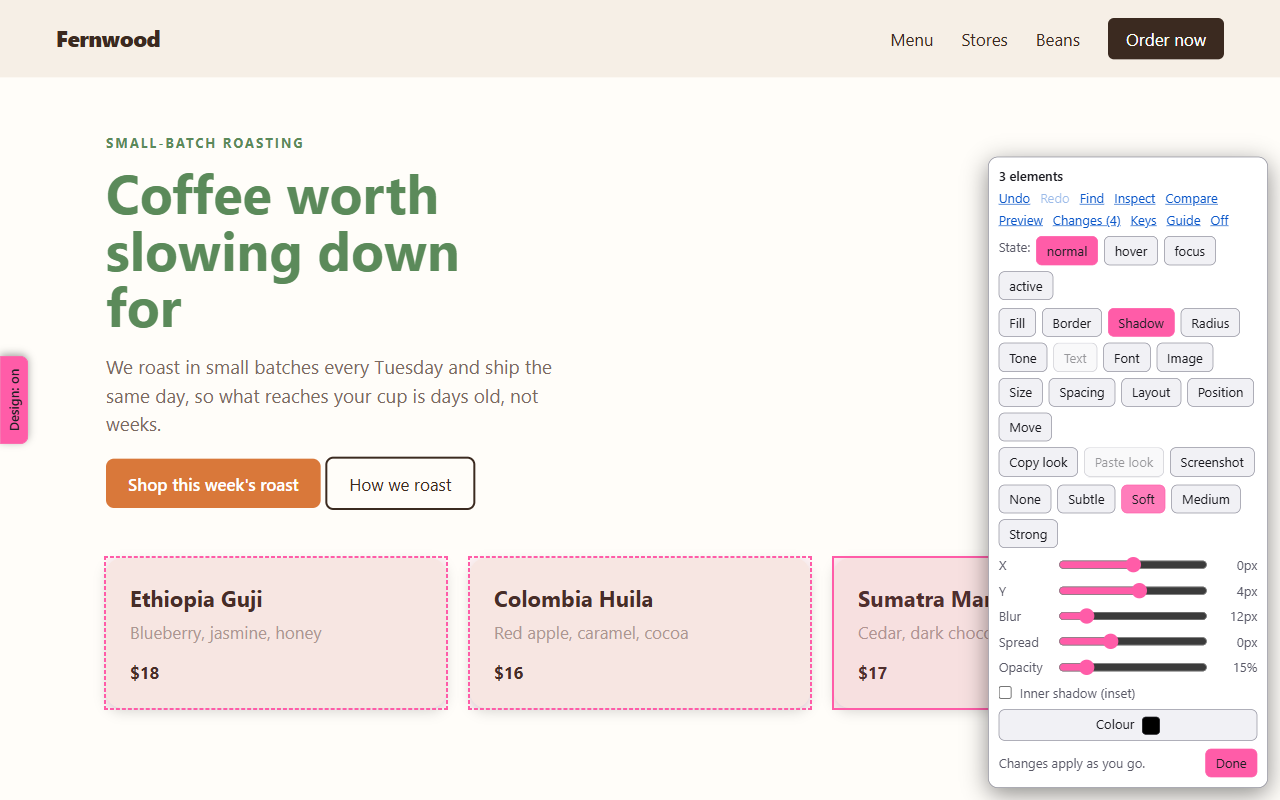 Fernwood
Menu Stores Beans Order now
SMALL-BATCH ROASTING
Coffee worth
slowing down
for
We roast in small batches every Tuesday and ship the
same day, so what reaches your cup is days old, not
weeks.
Shop this week's roast How we roast
Ethiopia Guji
Blueberry, jasmine, honey
$18
Colombia Huila
Red apple, caramel, cocoa
$16
Sumatra
Cedar, dark
$17
Design: on
3 elements
Undo Redo Find Inspect Compare
Preview Changes (4) Keys Guide Off
State: normal hover focus
active
Fill Border Shadow Radius
Tone Text Font Image
Size Spacing Layout Position
Move
Copy look Paste look Screenshot
None Subtle Soft Medium
Strong
X 0px
Y 4px
Blur 12px
Spread 0px
Opacity 15%
Inner shadow (inset)
Colour
Changes apply as you go. Done